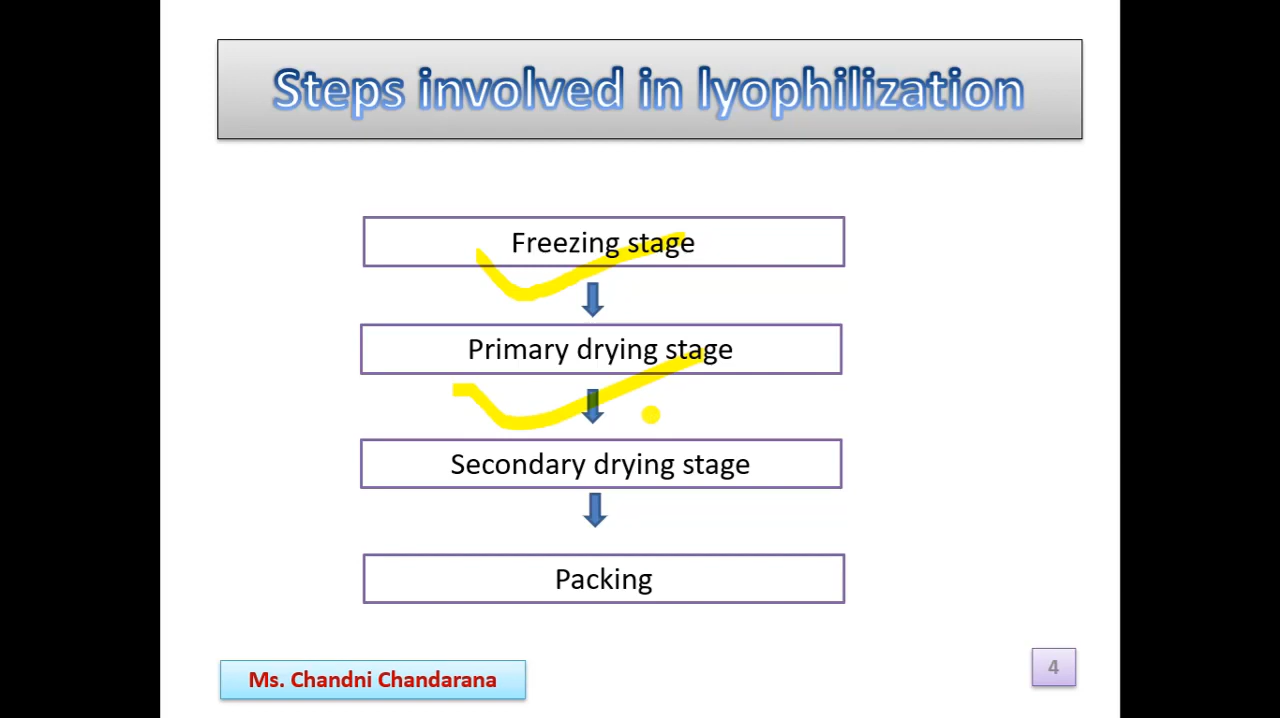 Steps involved in lyophilization
Freezing stage
Primary drying stage
Secondary drying stage
Packing
Ms. Chandni Chandarana
4